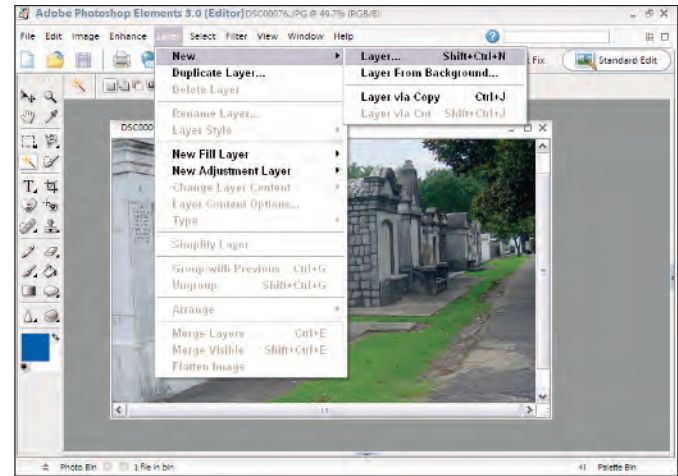 Adobe Photoshop Elements 3.0 (Editor) DSC00076.JPG @ 49.7% (RGB/8)
File Edit Image Enhance Layer Select Filter View Window Help
Fix Standard Edit
New
Layer... Shift+Ctrl+N
Duplicate Layer...
Layer From Background...
Delete Layer
Layer via Copy Ctrl+J
Rename Layer...
Layer via Cut Shift+Ctrl+J
Layer Style
DSC000
New Fill Layer
New Adjustment Layer
Change Layer Content
Layer Content Options...
Type
Simplify Layer
Group with Previous Ctrl+G
Ungroup Shift+Ctrl+G
Arrange
Merge Layers Ctrl+E
Merge Visible Shift+Ctrl+E
Flatten Image
Photo Bin 1 file in bin Palette Bin